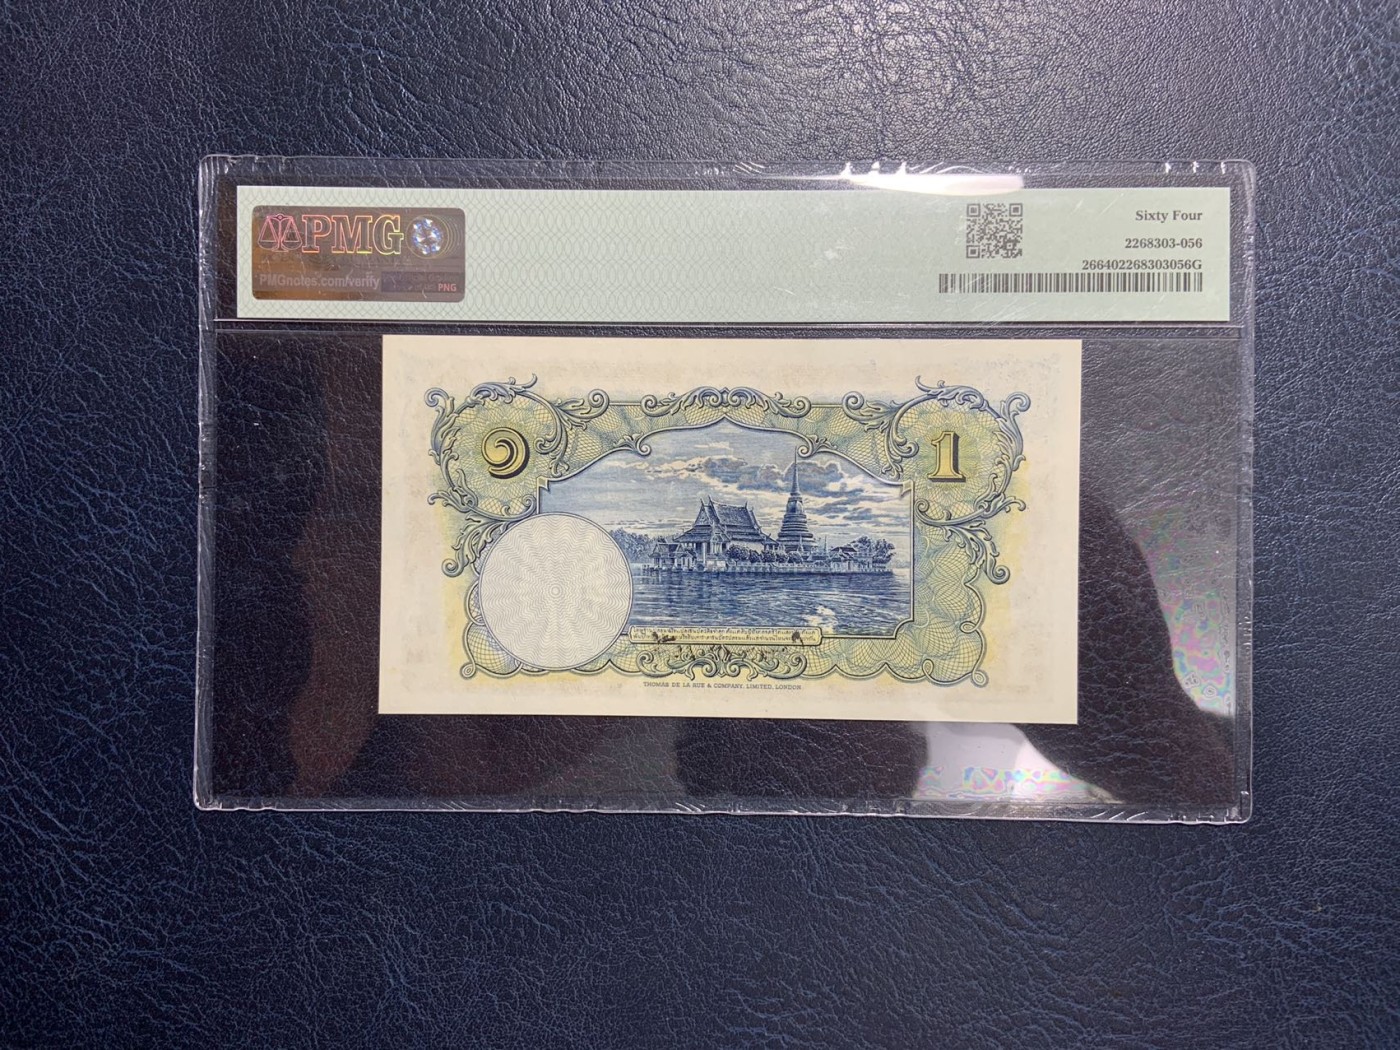 PMG
PMGnotes.com/verify
PNG
Sixty Four
2268303-056
266402268303056G
๑
1
THOMAS DE LA RUE & COMPANY, LIMITED, LONDON